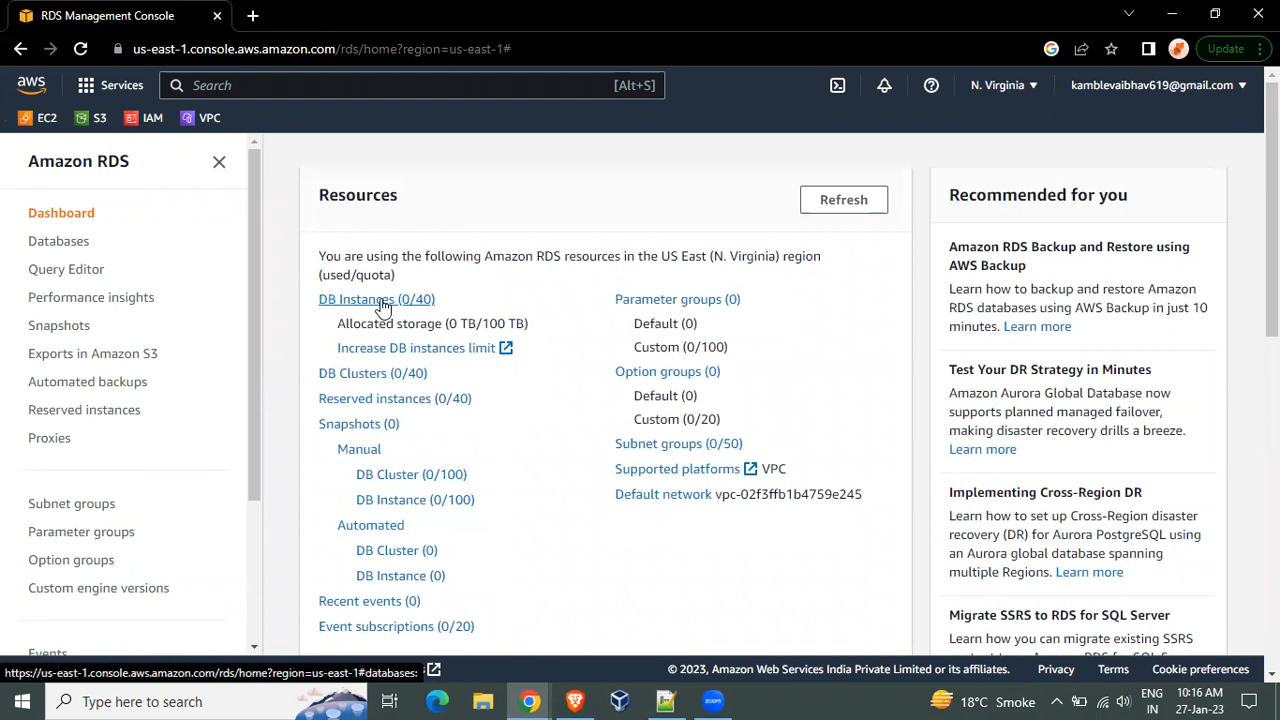 RDS Management Console
us-east-1.console.aws.amazon.com/rds/home?region=us-east-1#
Update
aws
Services
Search
[Alt+S]
N. Virginia
kamblevaibhav619@gmail.com
EC2
S3
IAM
VPC
Amazon RDS
Dashboard
Databases
Query Editor
Performance insights
Snapshots
Exports in Amazon S3
Automated backups
Reserved instances
Proxies
Subnet groups
Parameter groups
Option groups
Custom engine versions
Events
Resources
Refresh
You are using the following Amazon RDS resources in the US East (N. Virginia) region
(used/quota)
DB Instances (0/40)
Allocated storage (0 TB/100 TB)
Increase DB instances limit
DB Clusters (0/40)
Reserved instances (0/40)
Snapshots (0)
Manual
DB Cluster (0/100)
DB Instance (0/100)
Automated
DB Cluster (0)
DB Instance (0)
Recent events (0)
Event subscriptions (0/20)
Parameter groups (0)
Default (0)
Custom (0/100)
Option groups (0)
Default (0)
Custom (0/20)
Subnet groups (0/50)
Supported platforms VPC
Default network vpc-02f3ffb1b4759e245
Recommended for you
Amazon RDS Backup and Restore using
AWS Backup
Learn how to backup and restore Amazon
RDS databases using AWS Backup in just 10
minutes. Learn more
Test Your DR Strategy in Minutes
Amazon Aurora Global Database now
supports planned managed failover,
making disaster recovery drills a breeze.
Learn more
Implementing Cross-Region DR
Learn how to set up Cross-Region disaster
recovery (DR) for Aurora PostgreSQL using
an Aurora global database spanning
multiple Regions. Learn more
Migrate SSRS to RDS for SQL Server
Learn how you can migrate existing SSRS
https://us-east-1.console.aws.amazon.com/rds/home?region=us-east-1#databases:
© 2023, Amazon Web Services India Private Limited or its affiliates.
Privacy
Terms
Cookie preferences
Type here to search
zoom
18°C Smoke
ENG
IN
10:16 AM
27-Jan-23